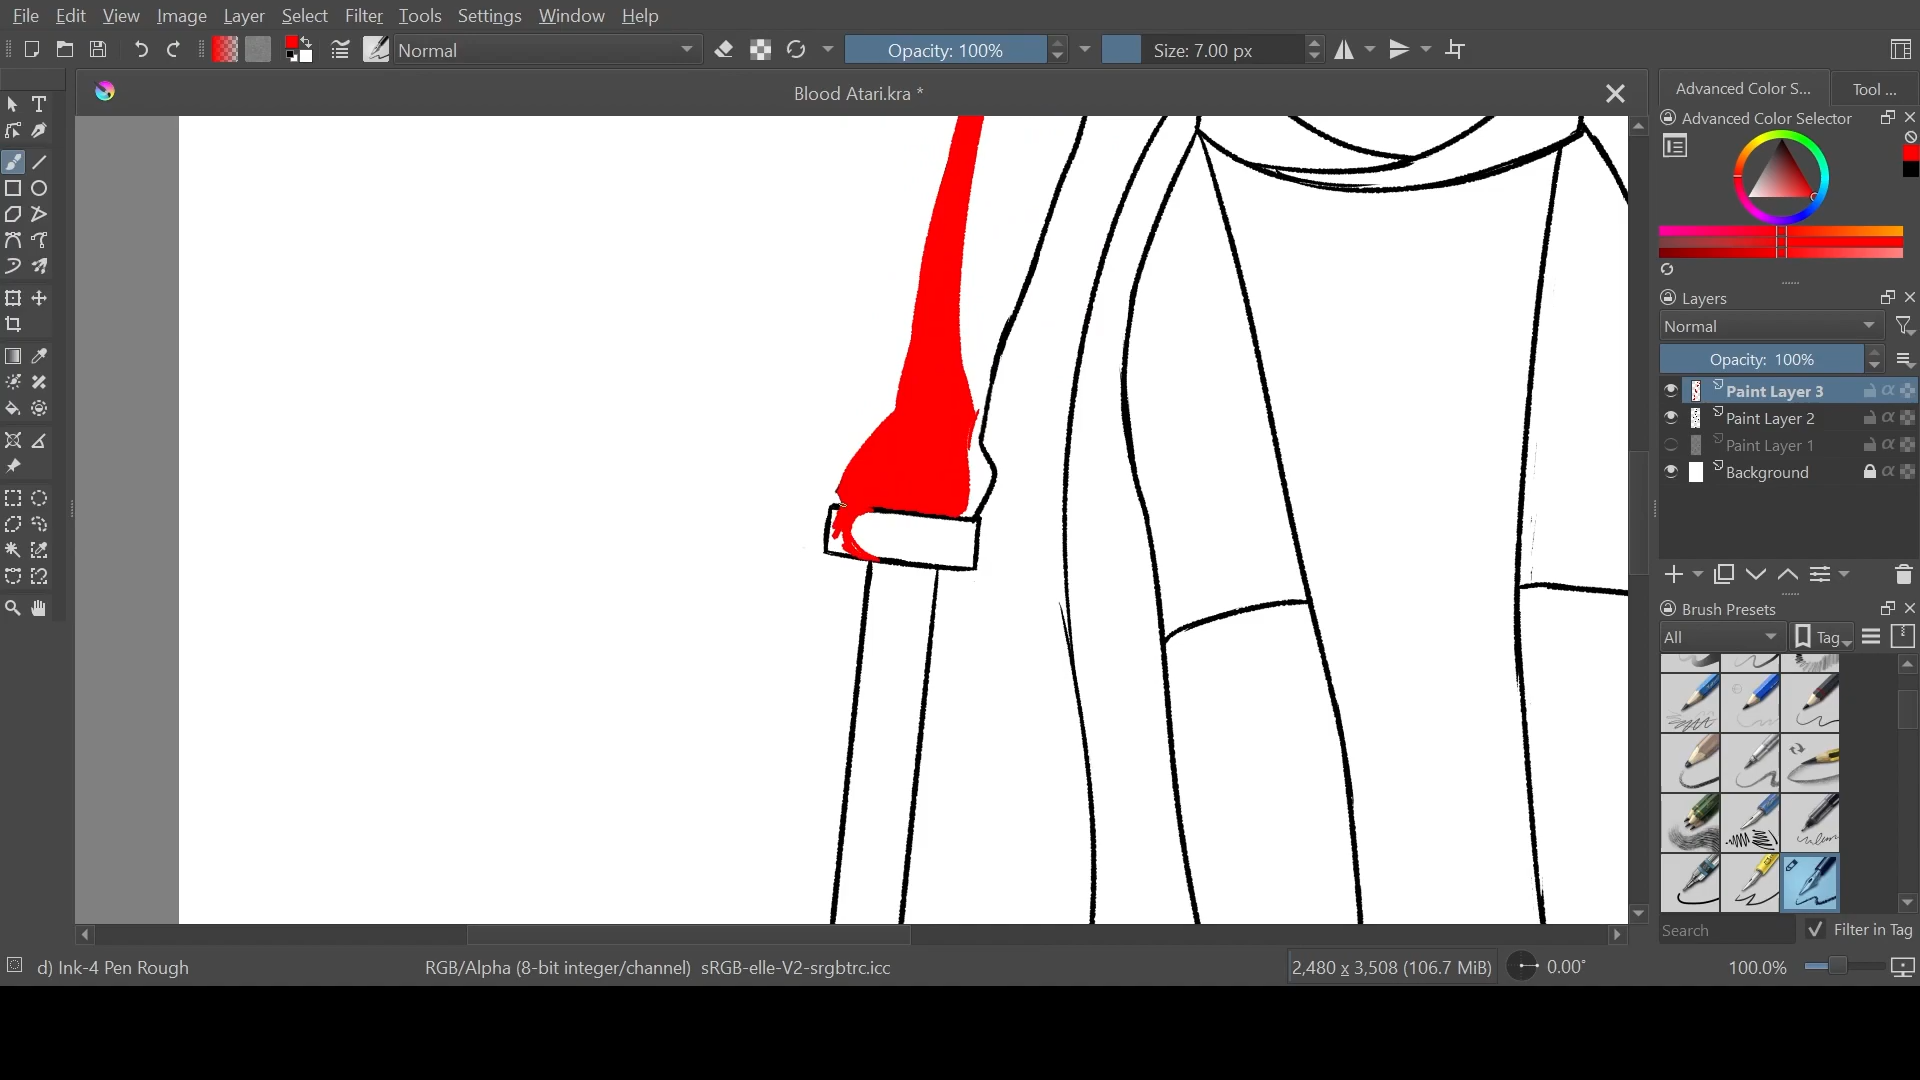 File Edit View Image Layer Select Filter Tools Settings Window Help
Normal
Opacity: 100%
Size: 7.00 px
Blood Atari.kra *
Advanced Color S...
Tool ...
Advanced Color Selector
Layers
Normal
Opacity: 100%
Paint Layer 3
Paint Layer 2
Paint Layer 1
Background
Brush Presets
All
Tag
Search
Filter in Tag
d) Ink-4 Pen Rough
RGB/Alpha (8-bit integer/channel) sRGB-elle-V2-srgbtrc.icc
2,480 x 3,508 (106.7 MiB)
0.00°
100.0%